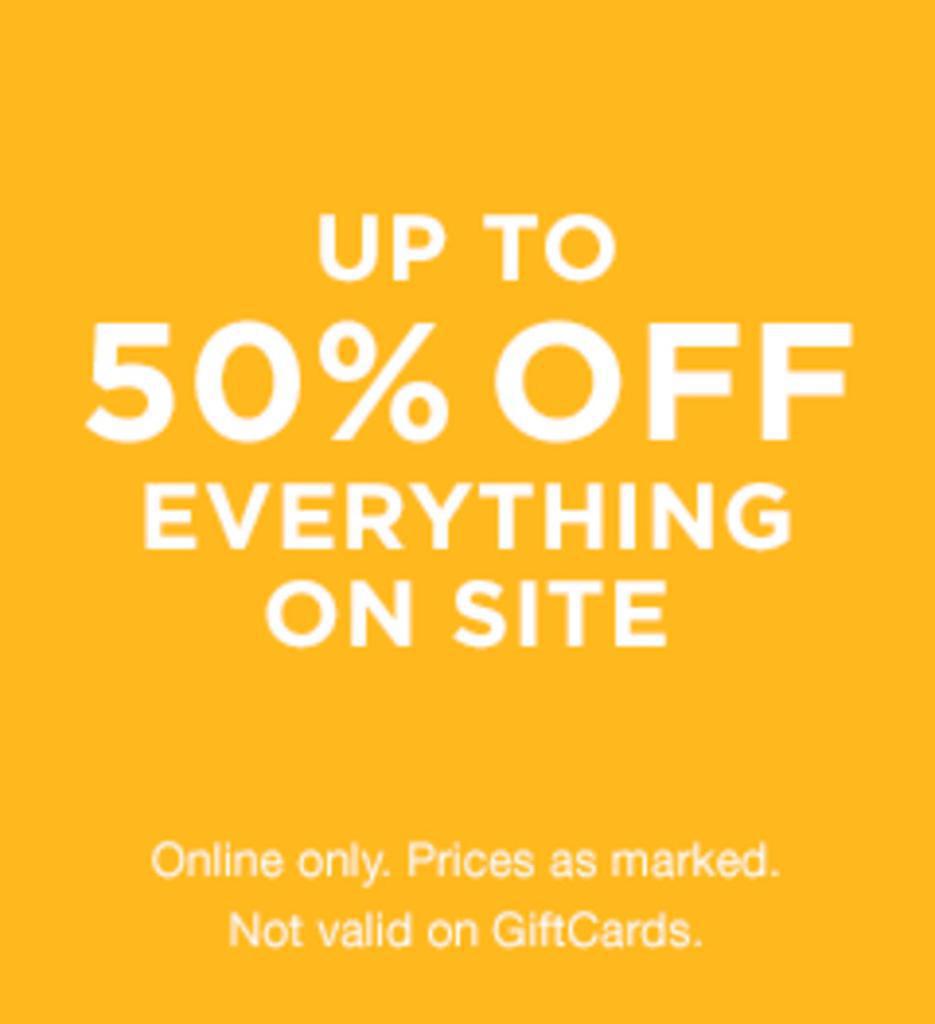 UP TO
50% OFF
EVERYTHING
ON SITE
Online only. Prices as marked.
Not valid on GiftCards.